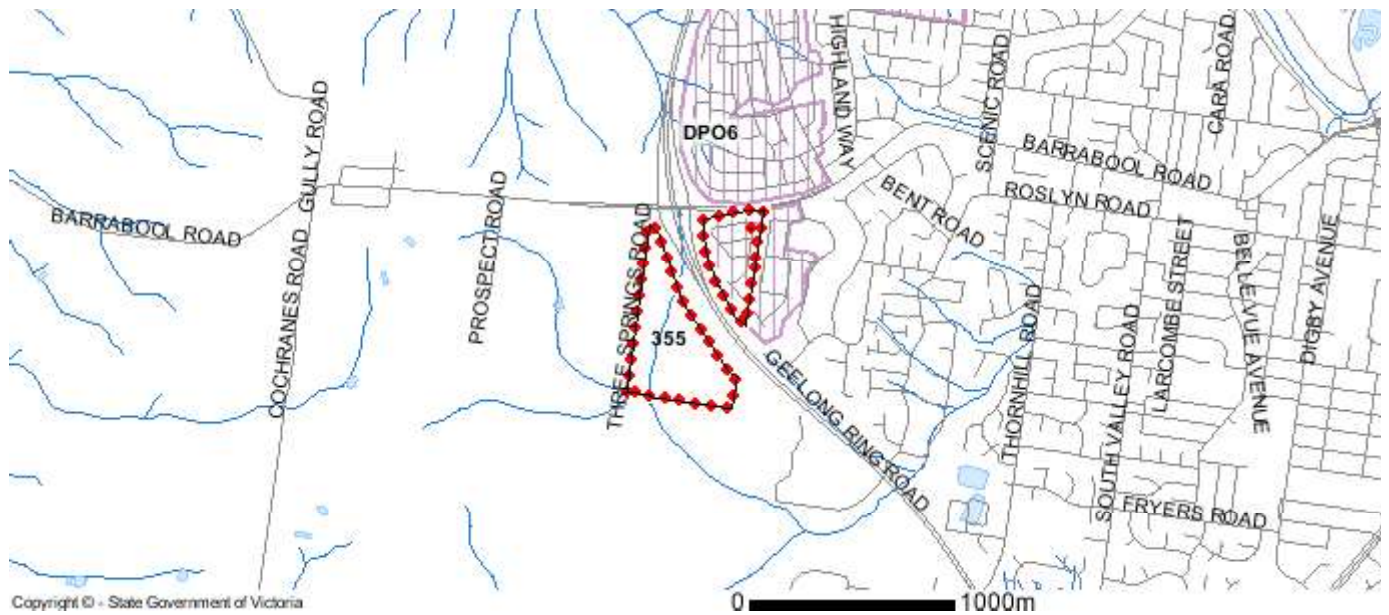 HIGHLAND WAY
SCENIC ROAD
CARA ROAD
GULLY ROAD
DPO6
BARRABOOL ROAD
BENT ROAD
ROSLYN ROAD
BARRABOOL ROAD
COCHRANES ROAD
PROSPECT ROAD
THREE SPRINGS ROAD
355
GEELONG RING ROAD
THORNHILL ROAD
SOUTH VALLEY ROAD
LARCOMBE STREET
BELLEVUE AVENUE
DIGBY AVENUE
FRYERS ROAD
Copyright © - State Government of Victoria
0 1000m